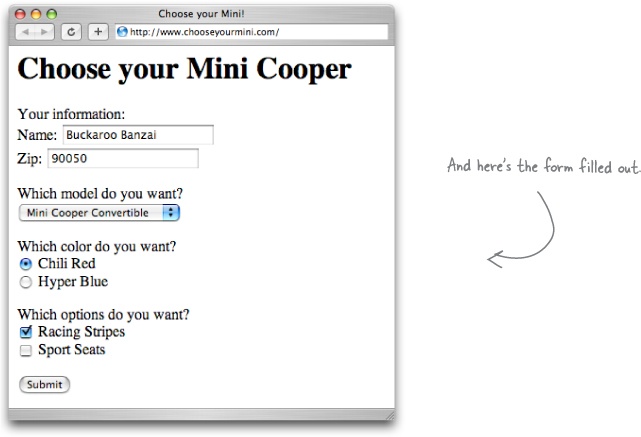 Choose your Mini!
http://www.chooseyourmini.com/
Choose your Mini Cooper
Your information:
Name: Buckaroo Banzai
Zip: 90050
Which model do you want?
Mini Cooper Convertible
Which color do you want?
Chili Red
Hyper Blue
Which options do you want?
Racing Stripes
Sport Seats
Submit
And here's the form filled out.